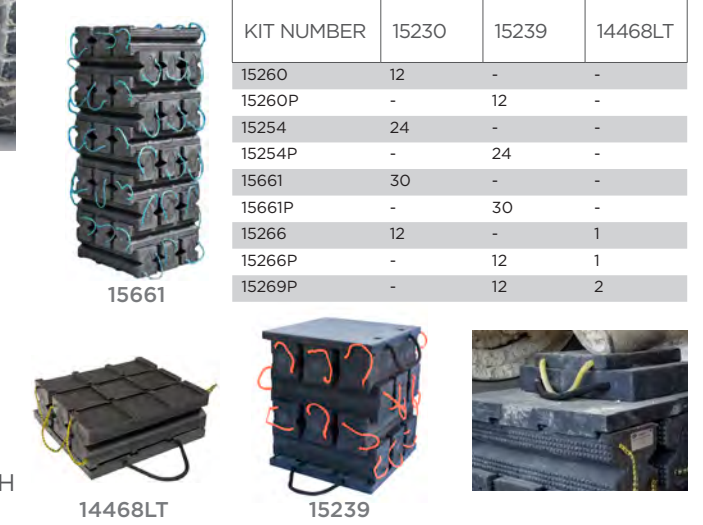 KIT NUMBER 15230 15239 14468LT
15260 12 - -
15260P - 12 -
15254 24 - -
15254P - 24 -
15661 30 - -
15661P - 30 -
15266 12 - 1
15266P - 12 1
15269P - 12 2
15661
H
14468LT
15239